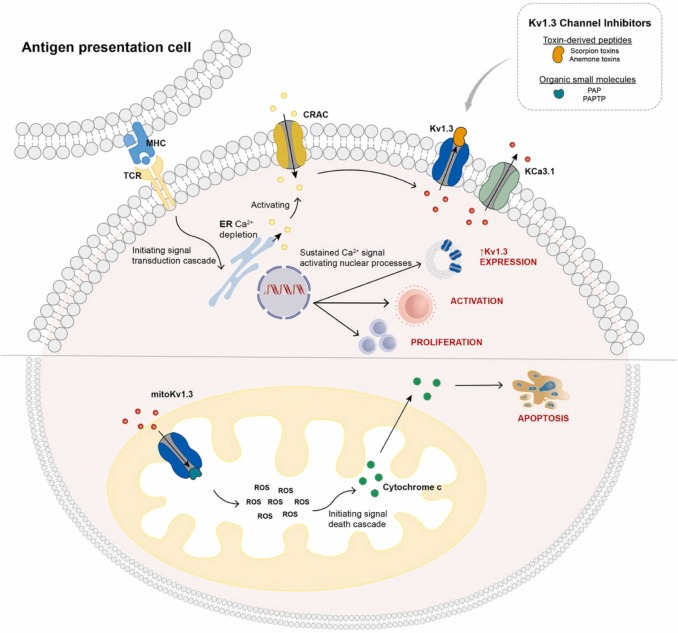 Kv1.3 Channel Inhibitors
Toxin-derived peptides
Scorpion toxins
Anemone toxins
Organic small molecules
PAP
PAPTP
Antigen presentation cell
MHC
TCR
CRAC
Kv1.3
KCa3.1
Activating
ER Ca²⁺
depletion
Initiating signal
transduction cascade
Sustained Ca²⁺ signal
activating nuclear processes
↑Kv1.3
EXPRESSION
ACTIVATION
PROLIFERATION
mitoKv1.3
ROS ROS
ROS ROS ROS
ROS ROS
Cytochrome c
Initiating signal
death cascade
APOPTOSIS